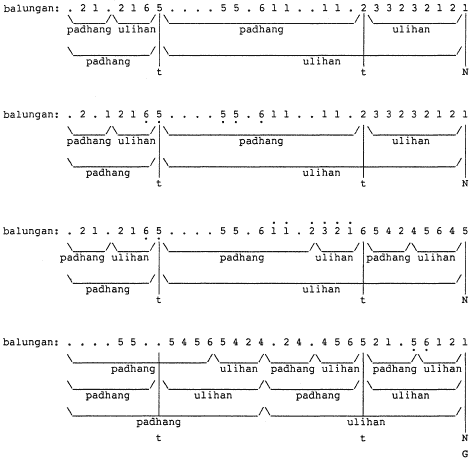 balungan: . 2 1 . 2 1 6 5 . . . . 5 5 . 6 1 1 . . 1 1 . 2 3 3 3 2 3 2 1 2 1
padhang ulihan padhang ulihan
padhang ulihan
t t N
balungan: . 2 . 1 2 1 6 5 . . . . 5 5 . 6 1 1 . . 1 1 . 2 3 3 3 2 3 2 1 2 1
padhang ulihan padhang ulihan
padhang ulihan
t t N
balungan: . 2 1 . 2 1 6 5 . . . . 5 5 . 6 1 1 . 2 3 2 1 6 5 4 2 4 5 6 4 5
padhang ulihan padhang ulihan padhang ulihan
padhang ulihan
t t N
balungan: . . . . 5 5 . . 5 4 5 6 5 4 2 4 . 2 4 . 4 5 6 5 2 1 . 5 6 1 2 1
padhang ulihan padhang ulihan padhang ulihan
padhang ulihan padhang ulihan
padhang ulihan
t t N
G